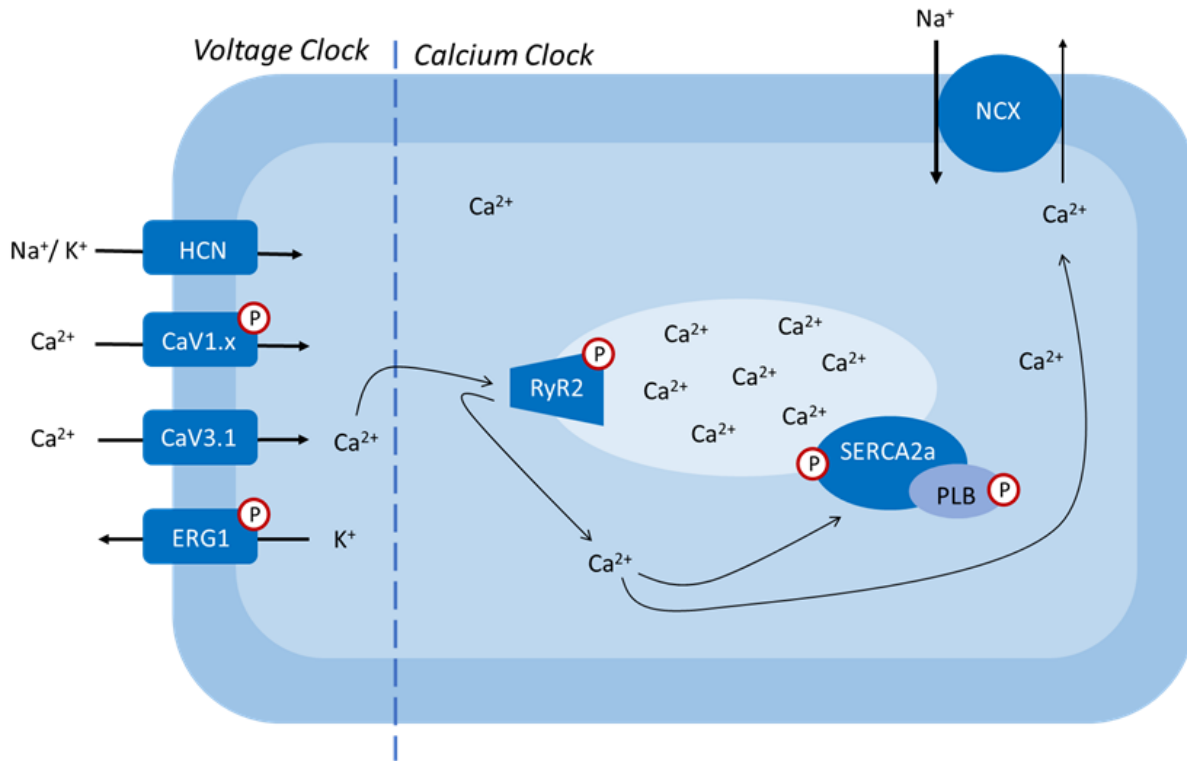 Voltage Clock
Calcium Clock
Na⁺
NCX
Ca²⁺
Ca²⁺
Na⁺/ K⁺
HCN
P
Ca²⁺
CaV1.x
P
RyR2
Ca²⁺
Ca²⁺
Ca²⁺
Ca²⁺
Ca²⁺
Ca²⁺
Ca²⁺
Ca²⁺
Ca²⁺
CaV3.1
Ca²⁺
P
SERCA2a
PLB
P
P
ERG1
K⁺
Ca²⁺